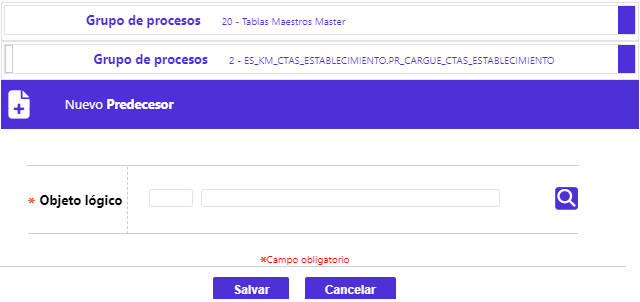 Grupo de procesos 20 - Tablas Maestros Master
Grupo de procesos 2 - ES_KM_CTAS_ESTABLECIMIENTO.PR_CARGUE_CTAS_ESTABLECIMIENTO
Nuevo Predecesor
* Objeto lógico
*Campo obligatorio
Salvar Cancelar